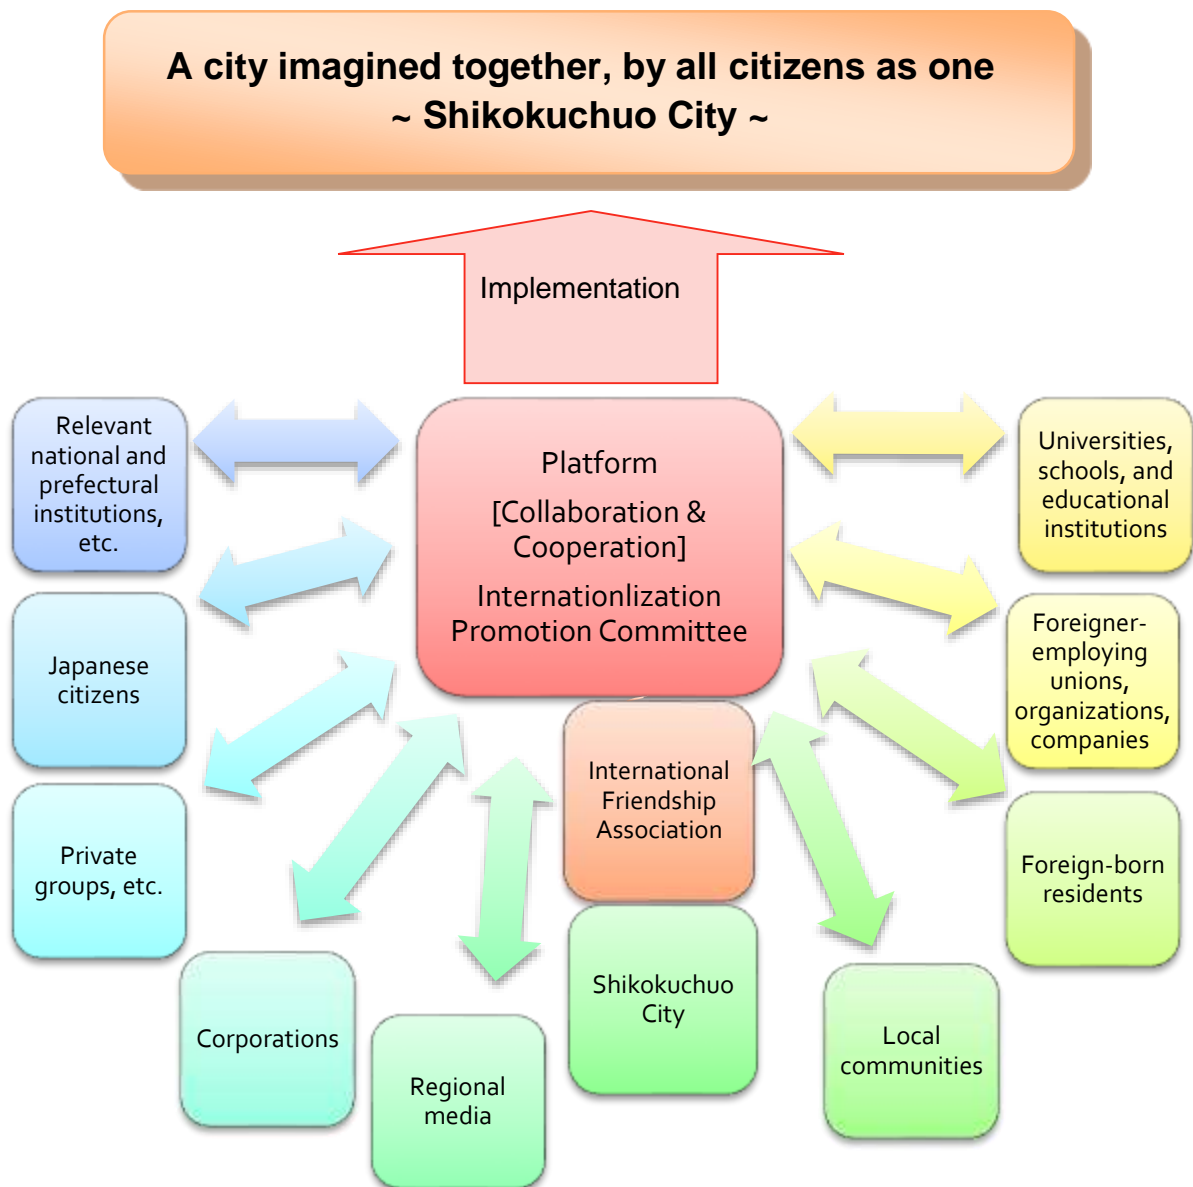 A city imagined together, by all citizens as one
~ Shikokuchuo City ~
Implementation
Relevant
national and
prefectural
institutions,
etc.
Platform
[Collaboration &
Cooperation]
Internationlization
Promotion Committee
Universities,
schools, and
educational
institutions
Japanese
citizens
Foreigner-
employing
unions,
organizations,
companies
International
Friendship
Association
Private
groups, etc.
Foreign-born
residents
Corporations
Regional
media
Shikokuchuo
City
Local
communities